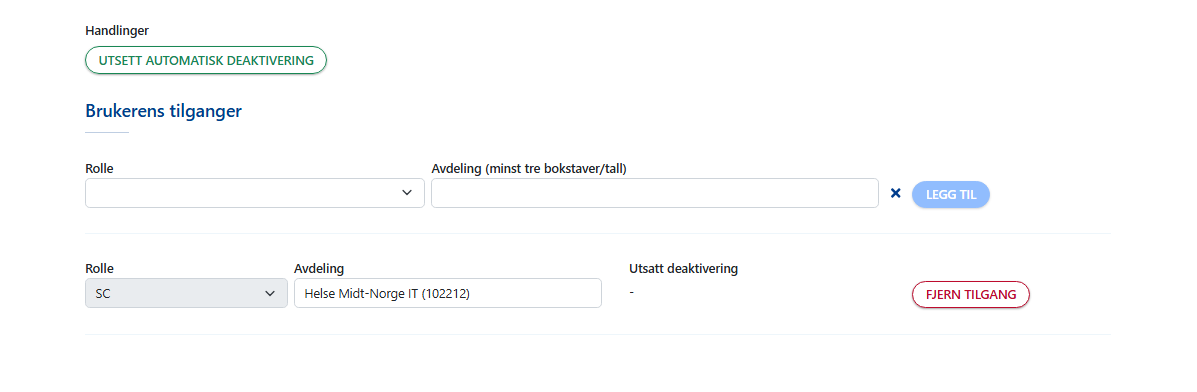 Handlinger
UTSETT AUTOMATISK DEAKTIVERING
Brukerens tilganger
Rolle Avdeling (minst tre bokstaver/tall)
LEGG TIL
Rolle Avdeling Utsatt deaktivering
SC Helse Midt-Norge IT (102212) - FJERN TILGANG